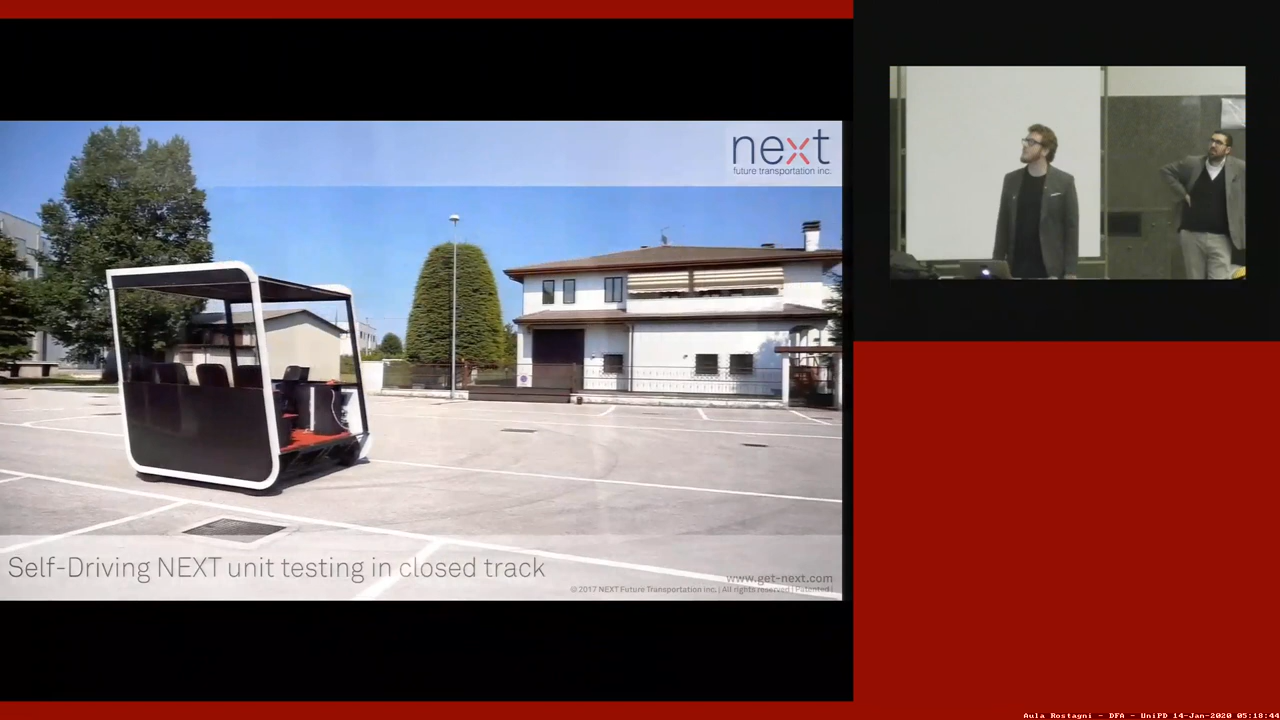 next
future transportation inc.
Self-Driving NEXT unit testing in closed track
www.get-next.com
© 2017 NEXT Future Transportation inc. | All rights reserved | Patented |
Aula Rostagni - DFA - UniPD 14-Jan-2020 05:18:44